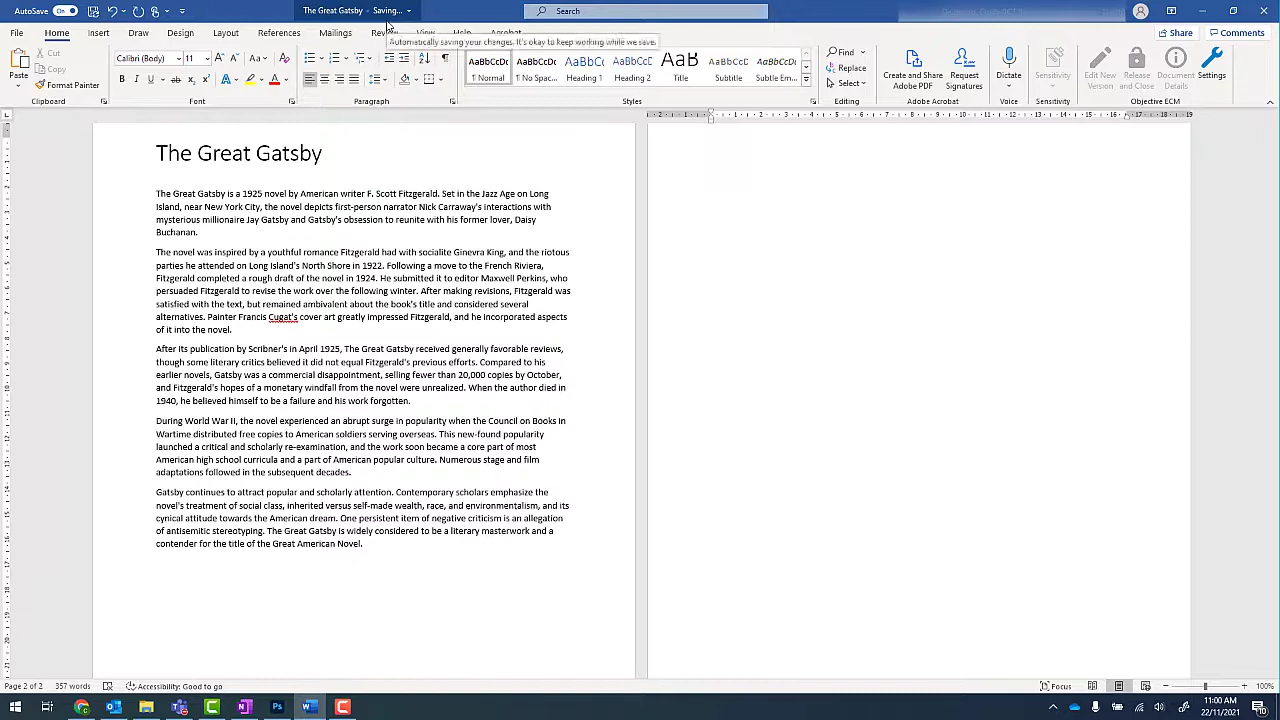 AutoSave On
The Great Gatsby - Saving...
Search
File Home Insert Draw Design Layout References Mailings Review View Help Acrobat
Automatically saving your changes. It's okay to keep working while we save.
Share Comments
Paste
Cut
Copy
Format Painter
Clipboard
Calibri (Body) 11
Font
Paragraph
AaBbCcDc AaBbCcDc AaBbCc AaBbCcC AaB AaBbCcC AaBbCcDc
1 Normal 1 No Spac... Heading 1 Heading 2 Title Subtitle Subtle Em...
Styles
Find
Replace
Select
Editing
Create and Share Adobe PDF
Request Signatures
Adobe Acrobat
Dictate
Voice
Sensitivity
Sensitivity
Edit New Version
Release and Close
Document Details
Settings
Objective ECM
The Great Gatsby
The Great Gatsby is a 1925 novel by American writer F. Scott Fitzgerald. Set in the Jazz Age on Long
Island, near New York City, the novel depicts first-person narrator Nick Carraway's interactions with
mysterious millionaire Jay Gatsby and Gatsby's obsession to reunite with his former lover, Daisy
Buchanan.
The novel was inspired by a youthful romance Fitzgerald had with socialite Ginevra King, and the riotous
parties he attended on Long Island's North Shore in 1922. Following a move to the French Riviera,
Fitzgerald completed a rough draft of the novel in 1924. He submitted it to editor Maxwell Perkins, who
persuaded Fitzgerald to revise the work over the following winter. After making revisions, Fitzgerald was
satisfied with the text, but remained ambivalent about the book's title and considered several
alternatives. Painter Francis Cugat's cover art greatly impressed Fitzgerald, and he incorporated aspects
of it into the novel.
After its publication by Scribner's in April 1925, The Great Gatsby received generally favorable reviews,
though some literary critics believed it did not equal Fitzgerald's previous efforts. Compared to his
earlier novels, Gatsby was a commercial disappointment, selling fewer than 20,000 copies by October,
and Fitzgerald's hopes of a monetary windfall from the novel were unrealized. When the author died in
1940, he believed himself to be a failure and his work forgotten.
During World War II, the novel experienced an abrupt surge in popularity when the Council on Books in
Wartime distributed free copies to American soldiers serving overseas. This new-found popularity
launched a critical and scholarly re-examination, and the work soon became a core part of most
American high school curricula and a part of American popular culture. Numerous stage and film
adaptations followed in the subsequent decades.
Gatsby continues to attract popular and scholarly attention. Contemporary scholars emphasize the
novel's treatment of social class, inherited versus self-made wealth, race, and environmentalism, and its
cynical attitude towards the American dream. One persistent item of negative criticism is an allegation
of antisemitic stereotyping. The Great Gatsby is widely considered to be a literary masterwork and a
contender for the title of the Great American Novel.
Page 2 of 2 357 words Accessibility: Good to go
Focus
100%
11:00 AM
22/11/2021